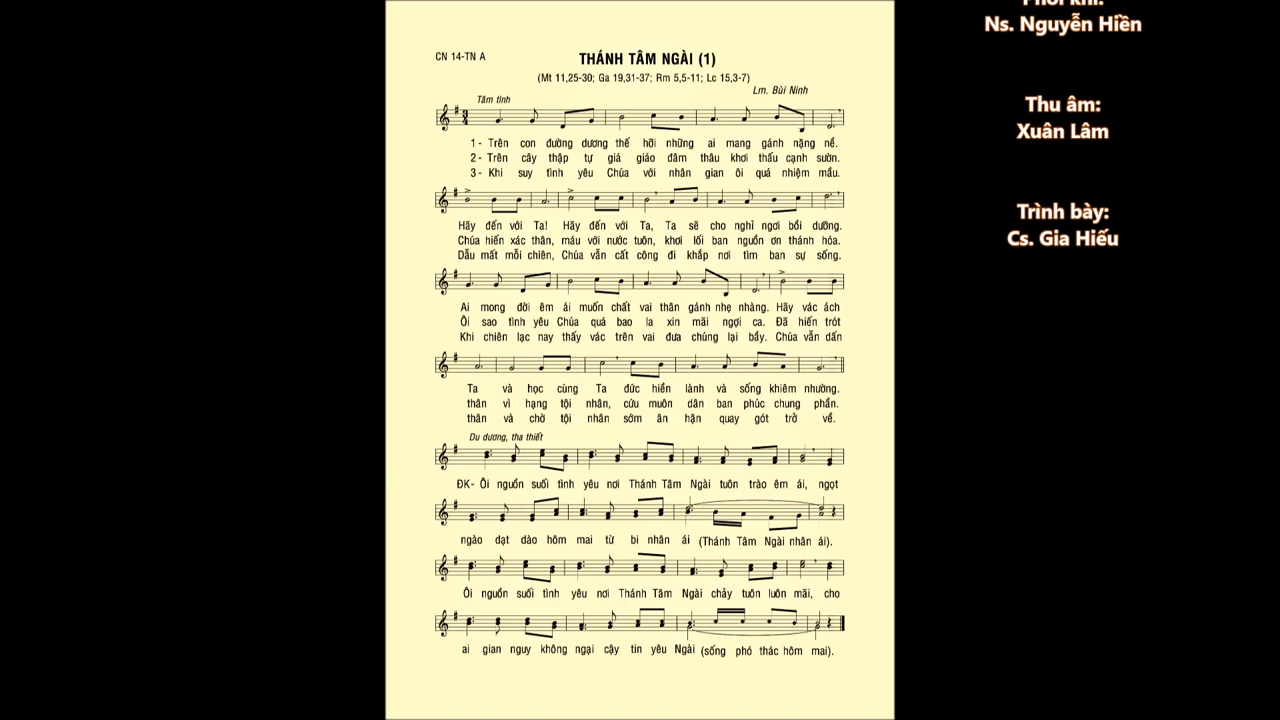 CN 14-TN A
THÁNH TÂM NGÀI (1)
(Mt 11,25-30; Ga 19,31-37; Rm 5,5-11; Lc 15,3-7)
Lm. Bùi Ninh
Tâm tình
1- Trên con đường dương thế hỡi những ai mang gánh nặng nề.
2- Trên cây thập tự giá giáo đâm thâu khơi thấu cạnh sườn.
3- Khi suy tình yêu Chúa với nhân gian ôi quá nhiệm mầu.
Hãy đến với Ta! Hãy đến với Ta, Ta sẽ cho nghỉ ngơi bồi dưỡng.
Chúa hiến xác thân, máu với nước tuôn, khơi lối ban nguồn ơn thánh hóa.
Dẫu mất mỗi chiên, Chúa vẫn cất công đi khắp nơi tìm ban sự sống.
Ai mong đời êm ái muốn chất vai thân gánh nhẹ nhàng. Hãy vác ách
Ôi sao tình yêu Chúa quá bao la xin mãi ngợi ca. Đã hiến trót
Khi chiên lạc nay thấy vác trên vai đưa chúng lại bầy. Chúa vẫn dấn
Ta và học cùng Ta đức hiền lành và sống khiêm nhường.
thân vì hạng tội nhân, cứu muôn dân ban phúc chung phần.
thân và chờ tội nhân sớm ăn hận quay gót trở về.
Du dương, tha thiết
ĐK- Ôi nguồn suối tình yêu nơi Thánh Tâm Ngài tuôn trào êm ái, ngọt
ngào dạt dào hôm mai từ bi nhân ái (Thánh Tâm Ngài nhân ái).
Ôi nguồn suối tình yêu nơi Thánh Tâm Ngài chảy tuôn luôn mãi, cho
ai gian nguy không ngại cậy tin yêu Ngài (sống phó thác hôm mai).
Phối khí:
Ns. Nguyễn Hiền
Thu âm:
Xuân Lâm
Trình bày:
Cs. Gia Hiếu